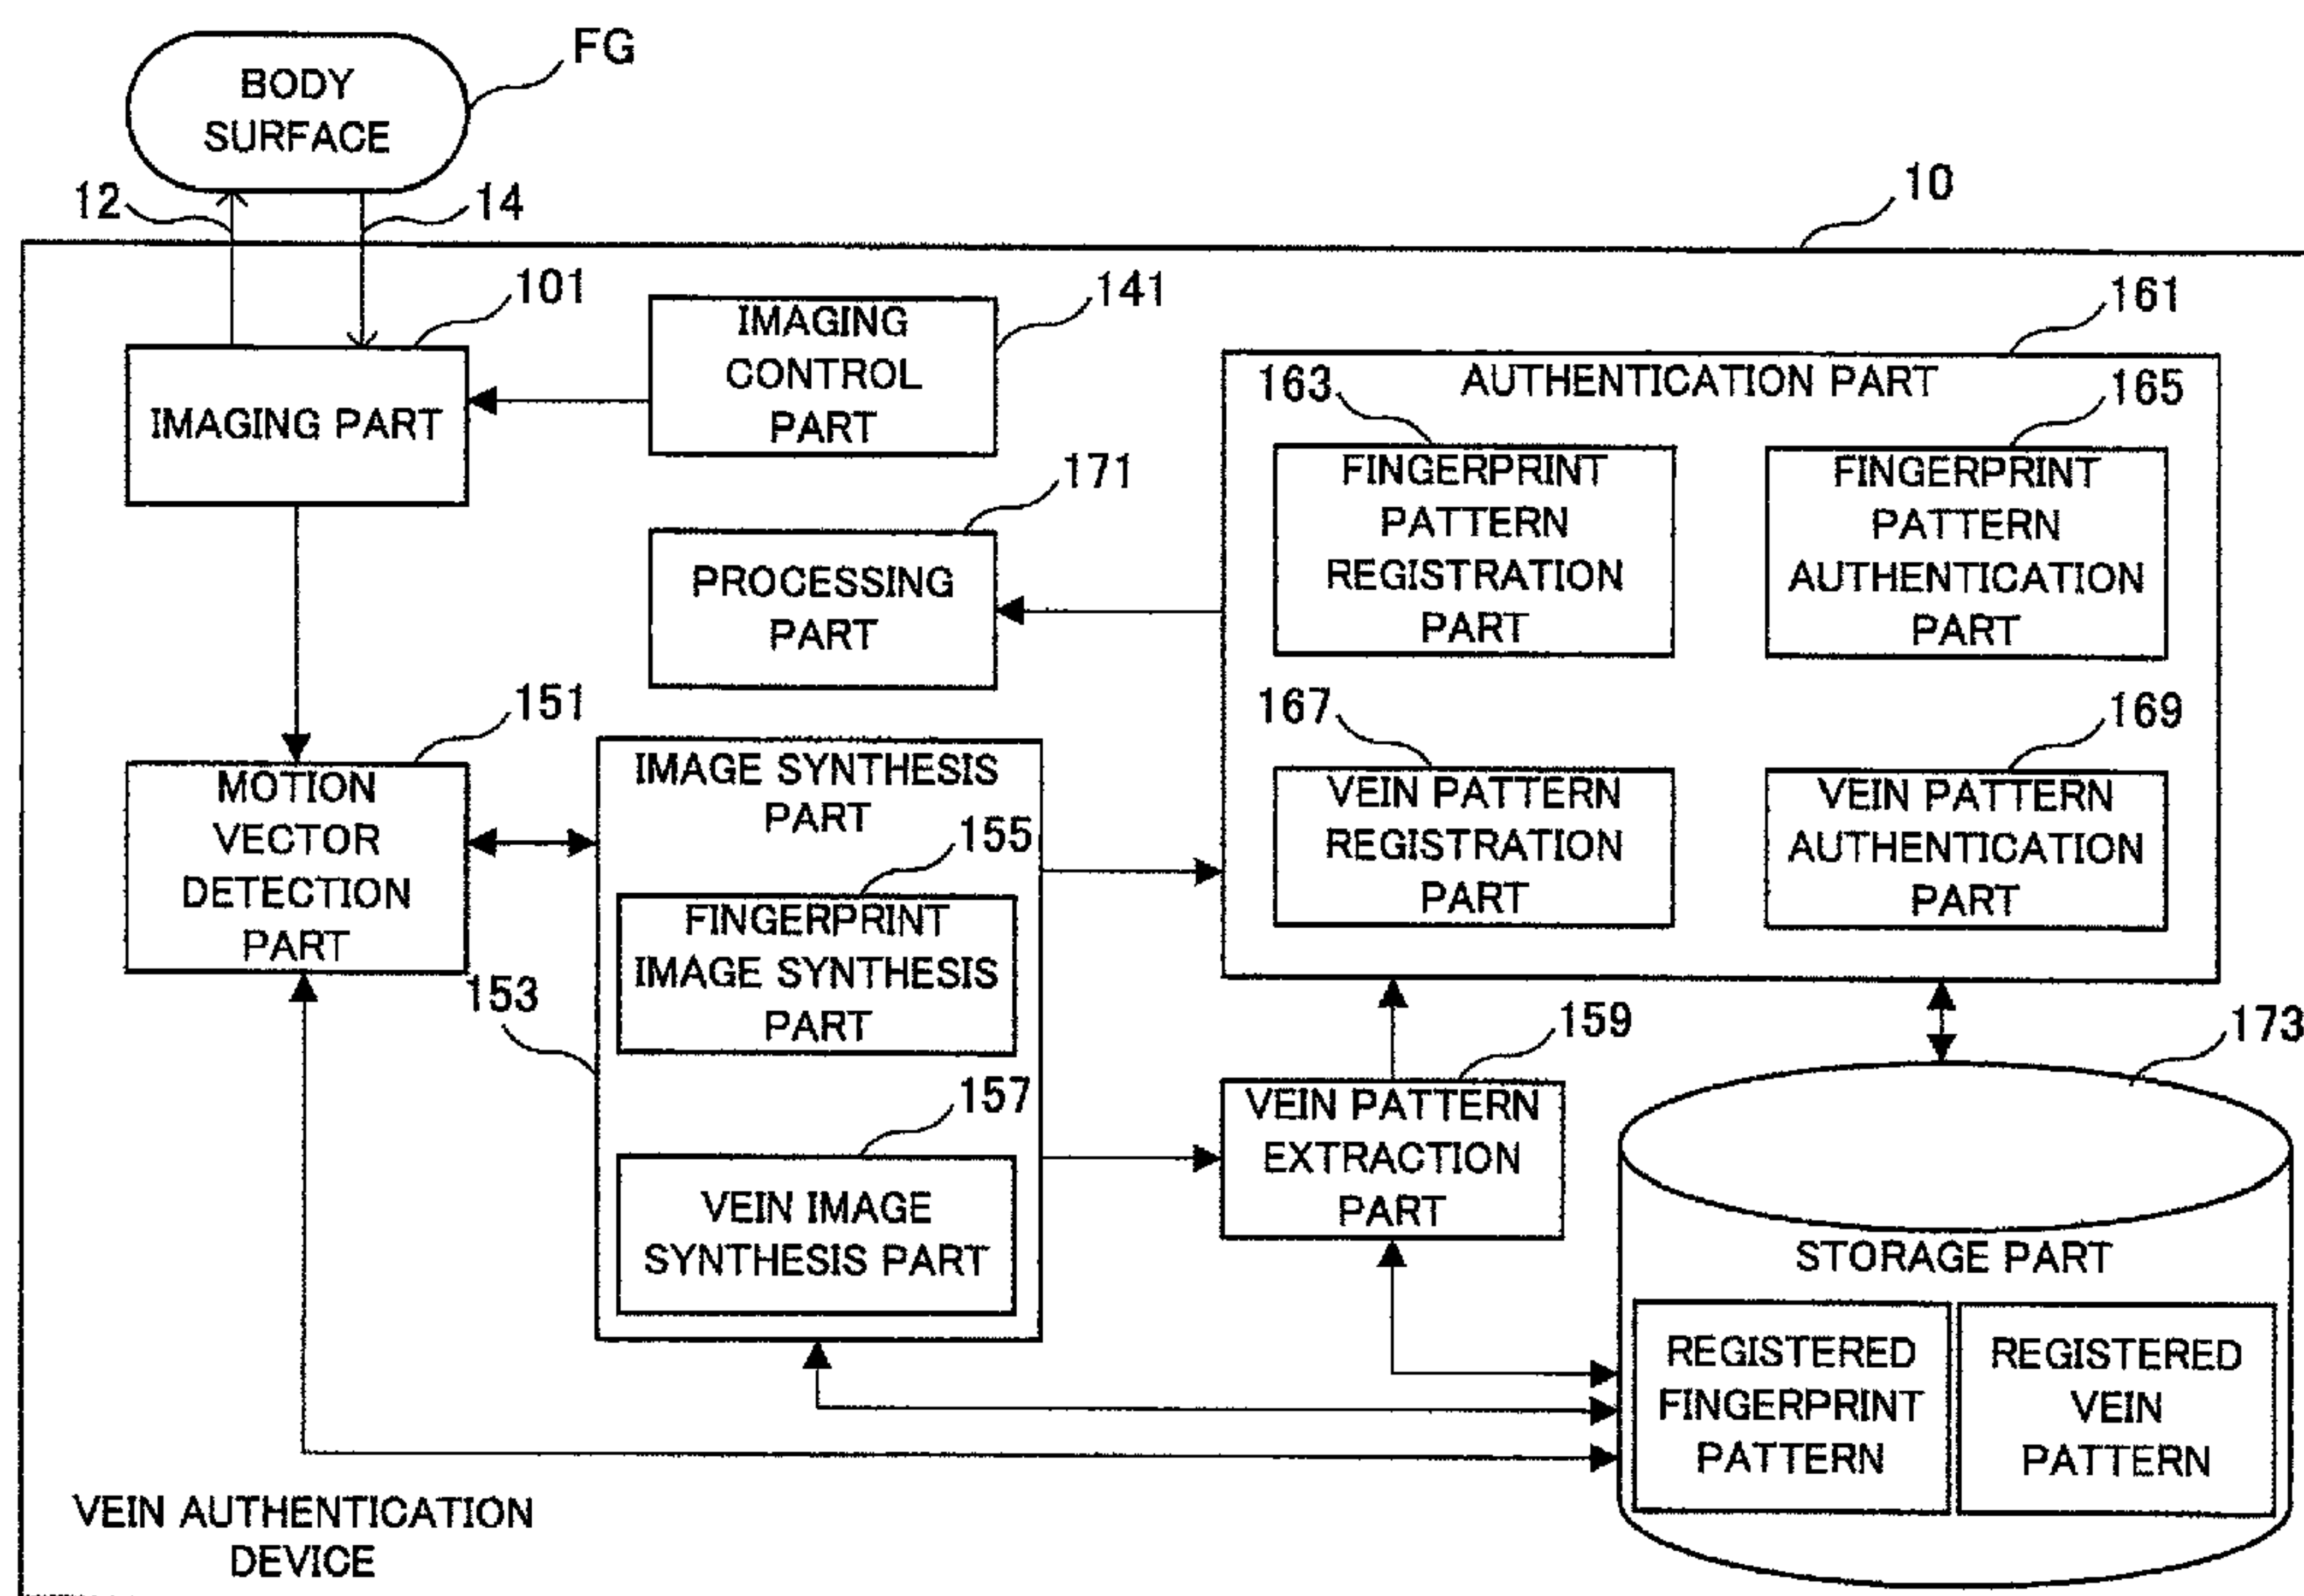 FG
BODY
SURFACE
12
14
10
101
141
161
IMAGING PART
IMAGING
CONTROL
PART
AUTHENTICATION PART
163
165
FINGERPRINT
PATTERN
REGISTRATION
PART
FINGERPRINT
PATTERN
AUTHENTICATION
PART
171
PROCESSING
PART
151
167
169
MOTION
VECTOR
DETECTION
PART
IMAGE SYNTHESIS
PART
VEIN PATTERN
REGISTRATION
PART
VEIN PATTERN
AUTHENTICATION
PART
155
FINGERPRINT
IMAGE SYNTHESIS
PART
153
159
173
157
VEIN PATTERN
EXTRACTION
PART
VEIN IMAGE
SYNTHESIS PART
STORAGE PART
REGISTERED
FINGERPRINT
PATTERN
REGISTERED
VEIN
PATTERN
VEIN AUTHENTICATION
DEVICE